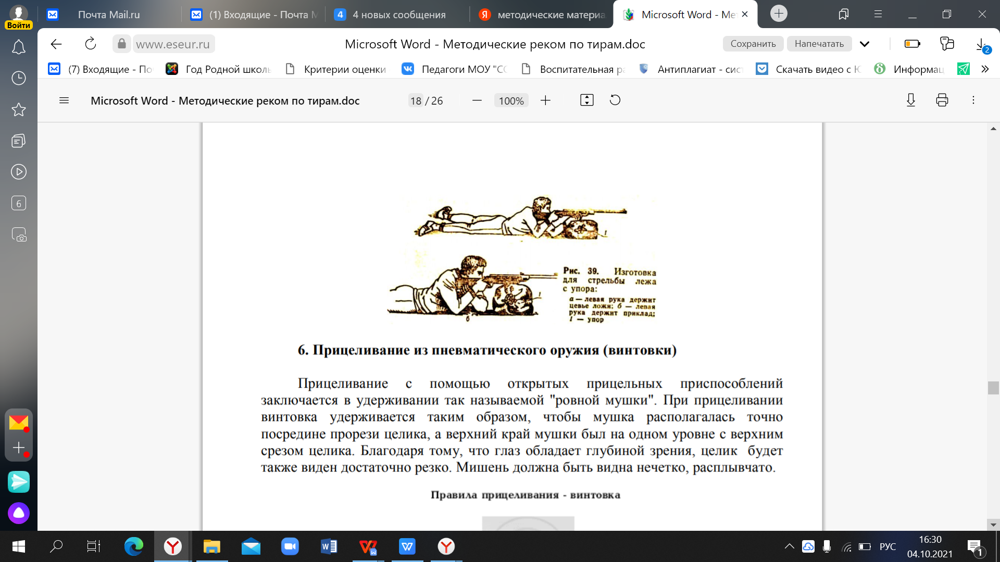 Войти
Почта Mail.ru
(1) Входящие - Почта М
4
4 новых сообщения
Я
методические материа
Microsoft Word - Ме
www.eseur.ru
Microsoft Word - Методические реком по тирам.doc
Сохранить
Напечатать
2
(7) Входящие - По
Год Родной школь
Критерии оценки
Педагоги МОУ "СС
Воспитательная ра
Антиплагиат - сис
Скачать видео с Ю
Информац
6
Microsoft Word - Методические реком по тирам.doc
18 / 26
100%
1
1
б
Рис. 39. Изготовка
для стрельбы лежа
с упора:
а — левая рука держит
цевье ложи; б — левая
рука держит приклад;
1 — упор
6. Прицеливание из пневматического оружия (винтовки)
Прицеливание с помощью открытых прицельных приспособлений
заключается в удерживании так называемой "ровной мушки". При прицеливании
винтовка удерживается таким образом, чтобы мушка располагалась точно
посредине прорези целика, а верхний край мушки был на одном уровне с верхним
срезом целика. Благодаря тому, что глаз обладает глубиной зрения, целик будет
также виден достаточно резко. Мишень должна быть видна нечетко, расплывчато.
Правила прицеливания - винтовка
РУС
16:30
04.10.2021
1